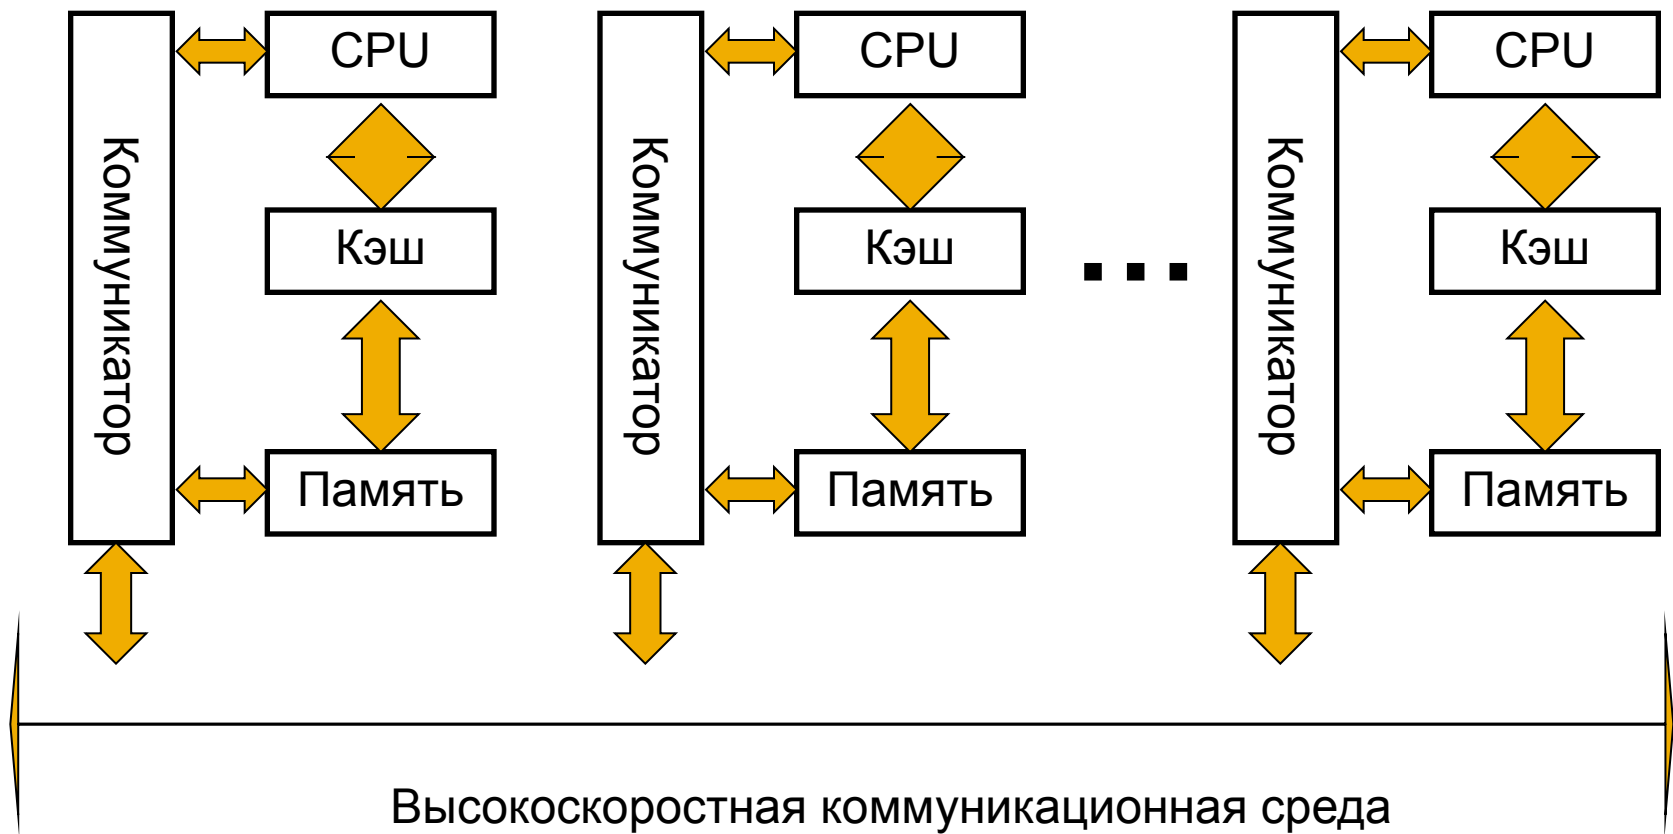 Коммуникатор
CPU
Кэш
Память
Коммуникатор
CPU
Кэш
Память
...
Коммуникатор
CPU
Кэш
Память
Высокоскоростная коммуникационная среда